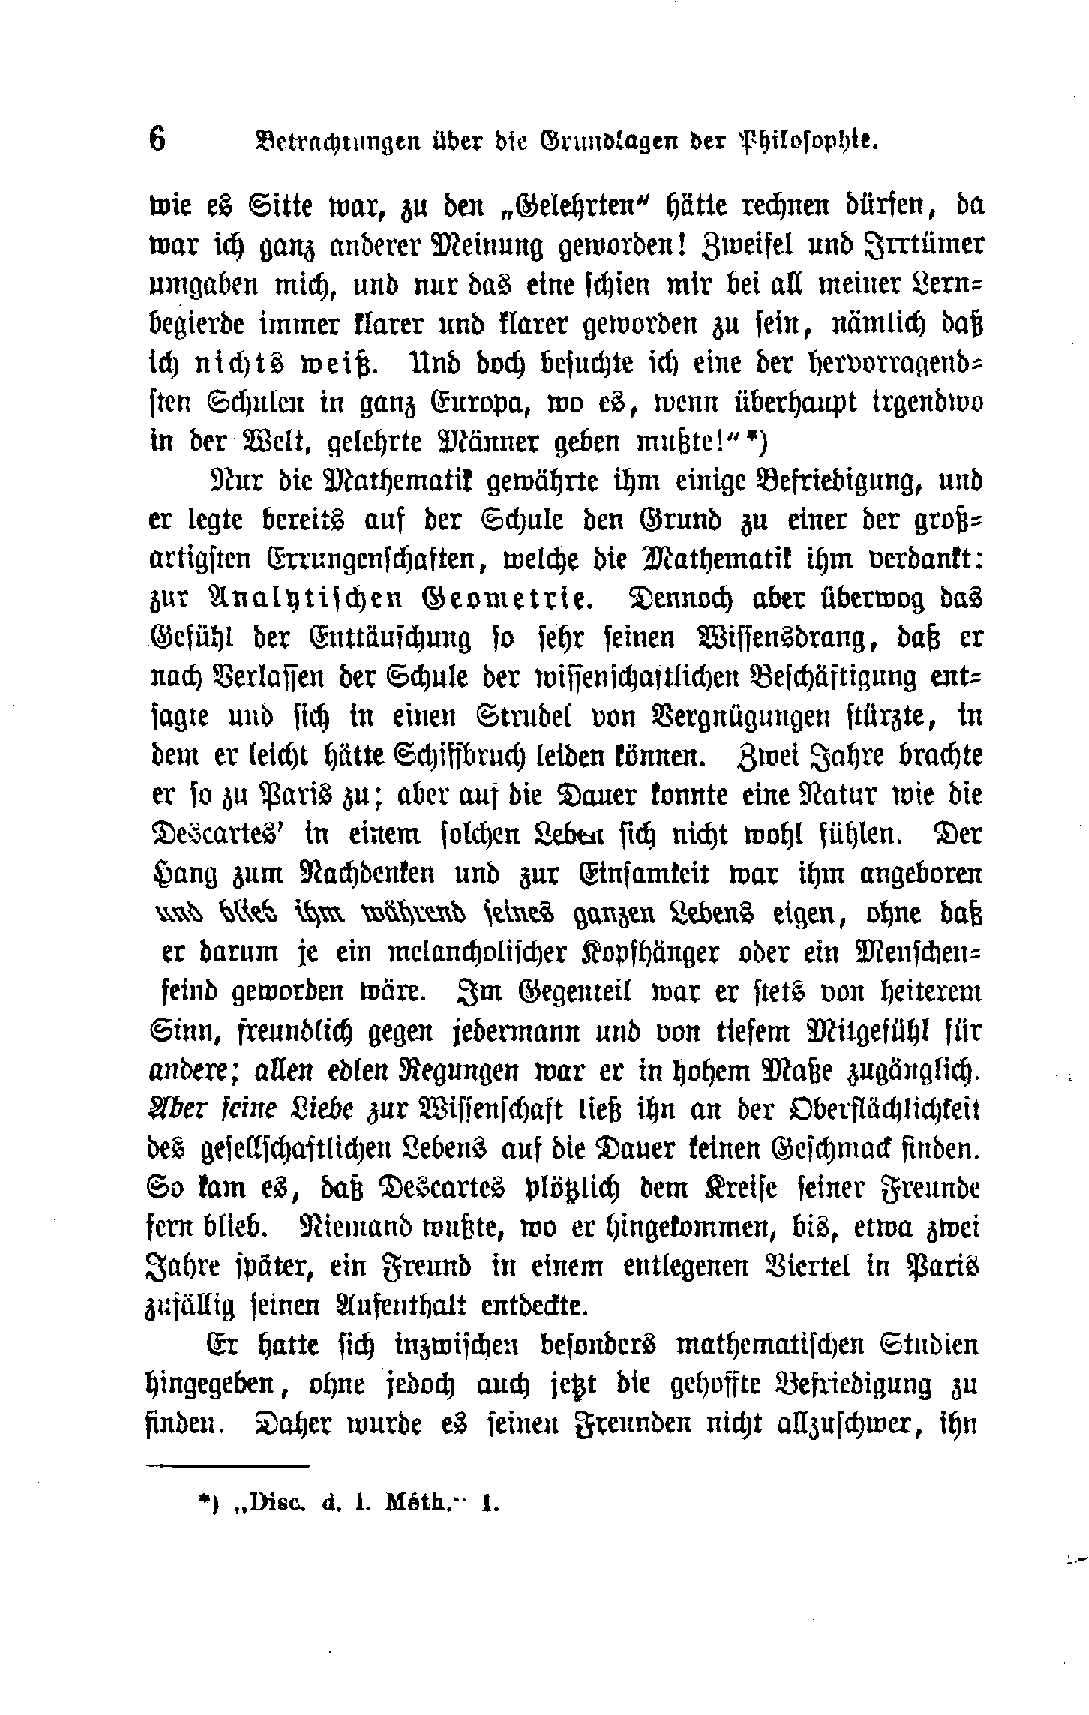 6 Betrachtungen über die Grundlagen der Philosophie.
wie es Sitte war, zu den „Gelehrten" hätte rechnen dürfen, da
war ich ganz anderer Meinung geworden! Zweifel und Irrtümer
umgaben mich, und nur das eine schien mir bei all meiner Lern-
begierde immer klarer und klarer geworden zu sein, nämlich daß
ich nichts weiß. Und doch besuchte ich eine der hervorragend-
sten Schulen in ganz Europa, wo es, wenn überhaupt irgendwo
in der Welt, gelehrte Männer geben mußte!"*)
Nur die Mathematik gewährte ihm einige Befriedigung, und
er legte bereits auf der Schule den Grund zu einer der groß-
artigsten Errungenschaften, welche die Mathematik ihm verdankt:
zur Analytischen Geometrie. Dennoch aber überwog das
Gefühl der Enttäuschung so sehr seinen Wissensdrang, daß er
nach Verlassen der Schule der wissenschaftlichen Beschäftigung ent-
sagte und sich in einen Strudel von Vergnügungen stürzte, in
dem er leicht hätte Schiffbruch leiden können. Zwei Jahre brachte
er so zu Paris zu; aber auf die Dauer konnte eine Natur wie die
Descartes' in einem solchen Leben sich nicht wohl fühlen. Der
Hang zum Nachdenken und zur Einsamkeit war ihm angeboren
und blieb ihm während seines ganzen Lebens eigen, ohne daß
er darum je ein melancholischer Kopfhänger oder ein Menschen-
feind geworden wäre. Im Gegenteil war er stets von heiterem
Sinn, freundlich gegen jedermann und von tiefem Mitgefühl für
andere; allen edlen Regungen war er in hohem Maße zugänglich.
Aber seine Liebe zur Wissenschaft ließ ihn an der Oberflächlichkeit
des gesellschaftlichen Lebens auf die Dauer keinen Geschmack finden.
So kam es, daß Descartes plötzlich dem Kreise seiner Freunde
fern blieb. Niemand wußte, wo er hingekommen, bis, etwa zwei
Jahre später, ein Freund in einem entlegenen Viertel in Paris
zufällig seinen Aufenthalt entdeckte.
Er hatte sich inzwischen besonders mathematischen Studien
hingegeben, ohne jedoch auch jetzt die gehoffte Befriedigung zu
finden. Daher wurde es seinen Freunden nicht allzuschwer, ihn
*) „Disc. d. l. Méth." 1.